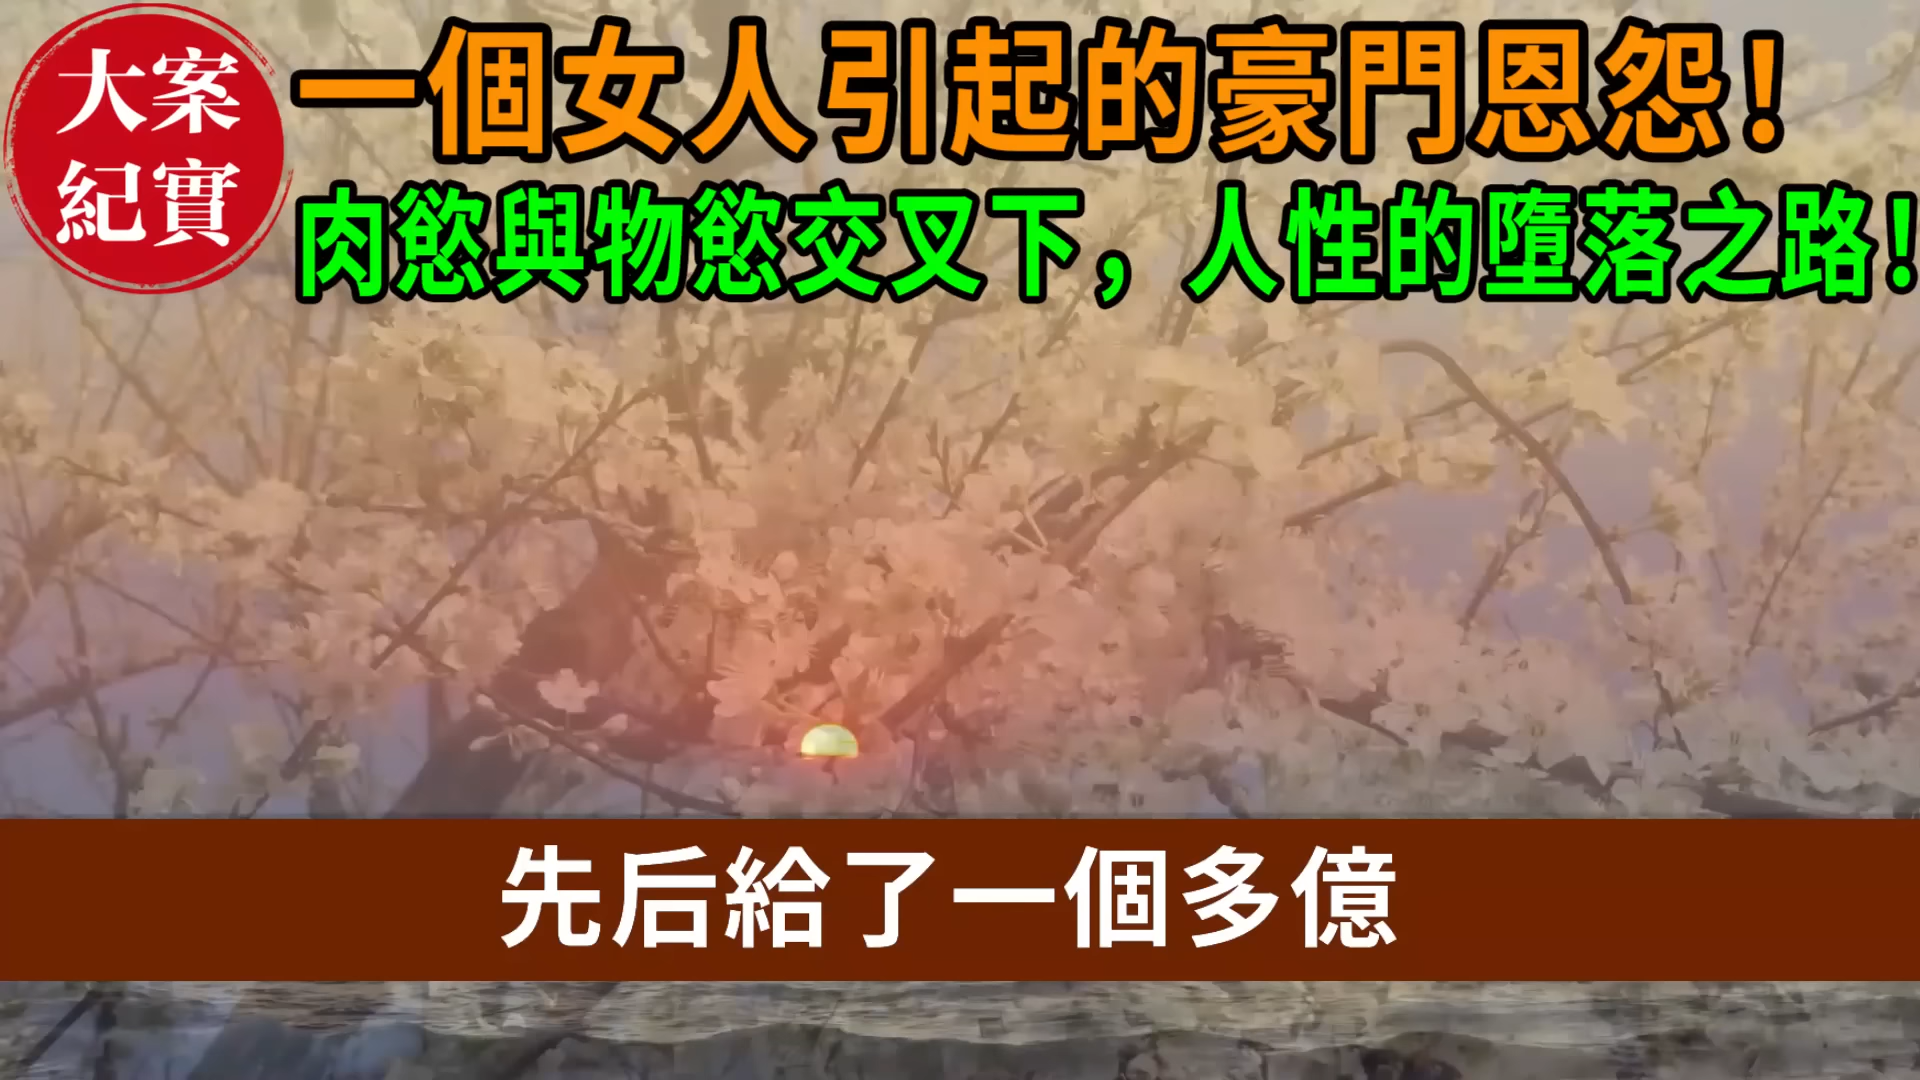 大案
紀實
一個女人引起的豪門恩怨！
肉慾與物慾交叉下，人性的墮落之路！
先后給了一個多億